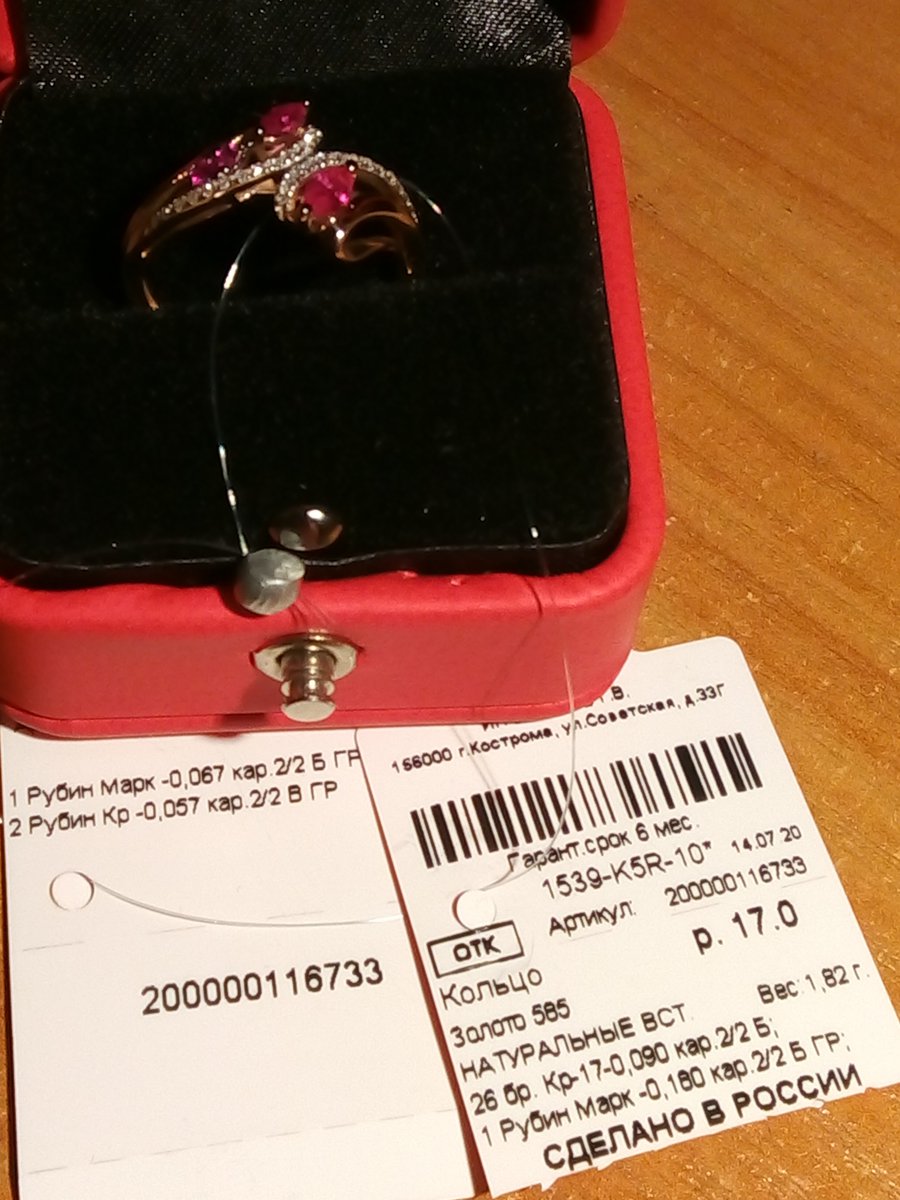 1 Рубин Марк -0,067 кар.2/2 Б ГР
2 Рубин Кр -0,057 кар.2/2 В ГР
200000116733
156000 г.Кострома, ул.Советская, д.33Г
Гарант.срок 6 мес.
1539-K5R-10* 14.07.20
Артикул: 200000116733
ОТК р. 17.0
Кольцо
Золото 585 Вес: 1,82 г.
НАТУРАЛЬНЫЕ ВСТ.
26 бр. Кр-17-0,090 кар.2/2 Б;
1 Рубин Марк -0,180 кар.2/2 Б ГР;
СДЕЛАНО В РОССИИ